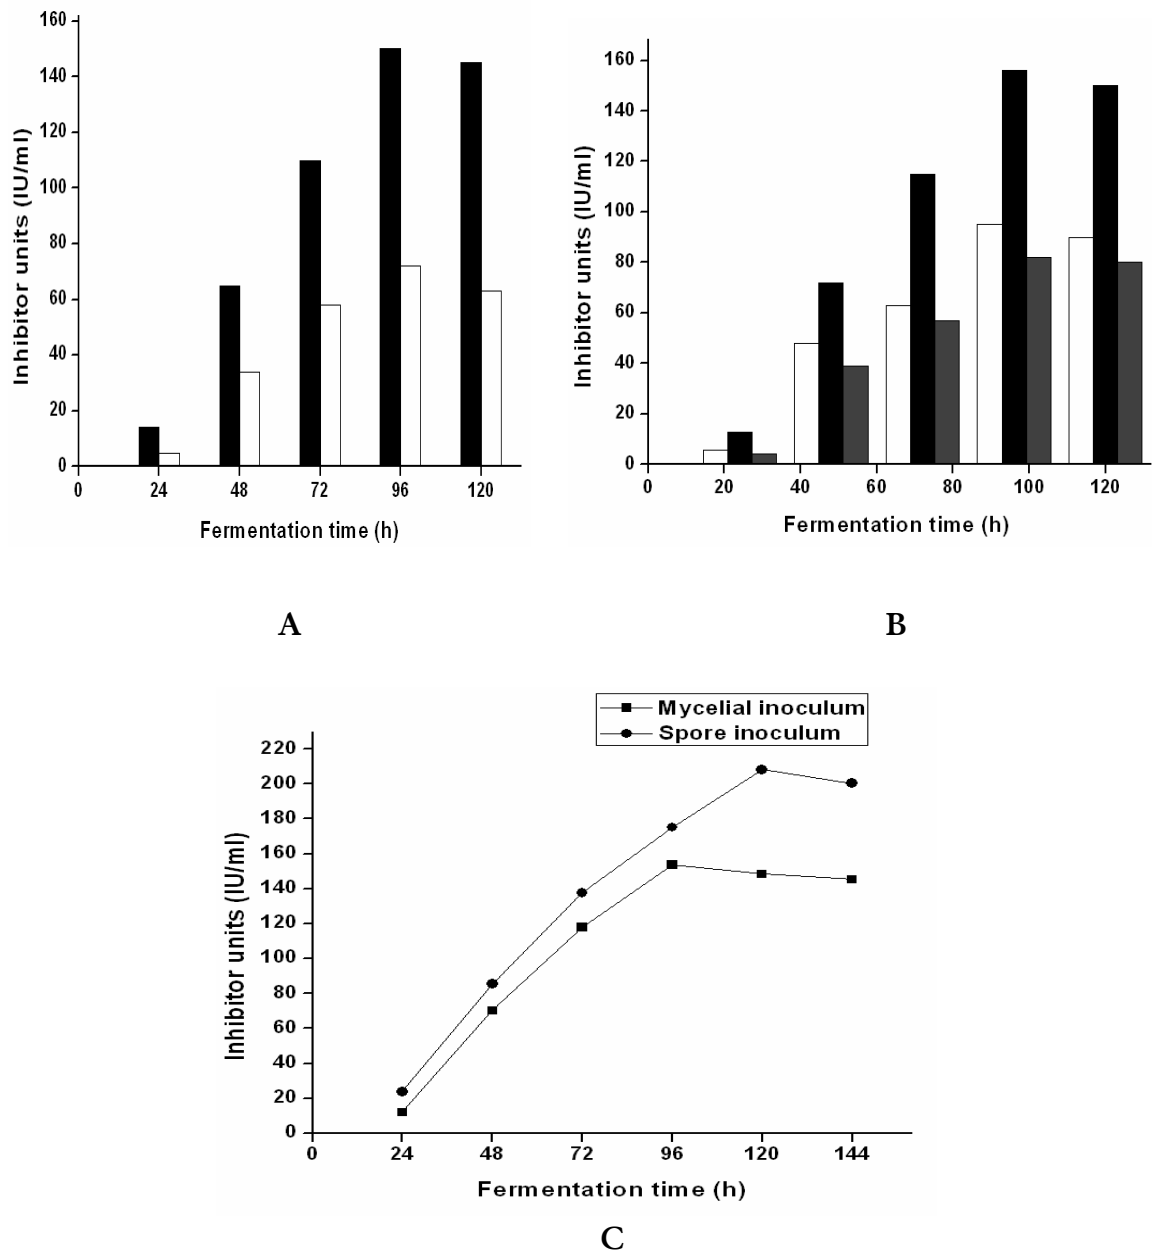 160
140
120
100
80
60
40
20
0
Inhibitor units (IU/ml)
0 24 48 72 96 120
Fermentation time (h)
A
160
140
120
100
80
60
40
20
0
Inhibitor units (IU/ml)
0 20 40 60 80 100 120
Fermentation time (h)
B
Mycelial inoculum
Spore inoculum
220
200
180
160
140
120
100
80
60
40
20
0
Inhibitor units (IU/ml)
0 24 48 72 96 120 144
Fermentation time (h)
C